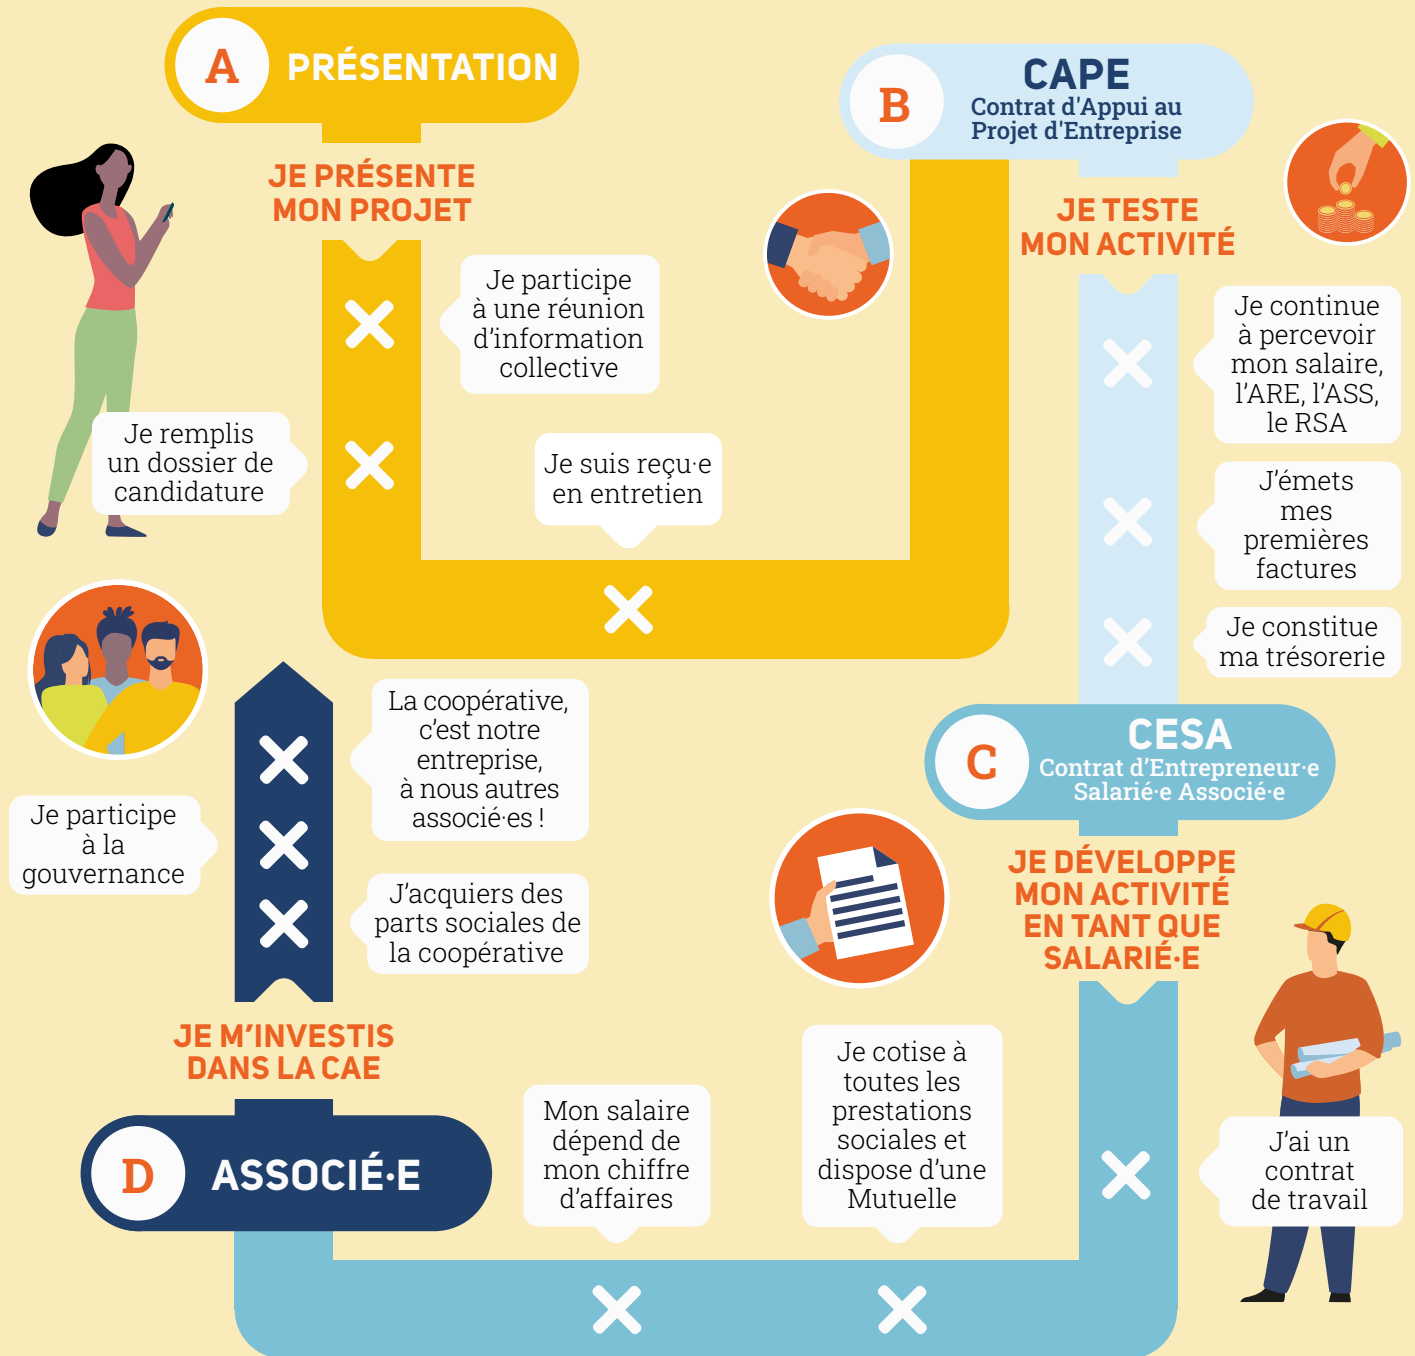 A
PRÉSENTATION
JE PRÉSENTE
MON PROJET
Je participe
à une réunion
d'information
collective
Je remplis
un dossier de
candidature
Je suis reçu·e
en entretien
B
CAPE
Contrat d'Appui au
Projet d'Entreprise
JE TESTE
MON ACTIVITÉ
Je continue
à percevoir
mon salaire,
l'ARE, l'ASS,
le RSA
J'émets
mes
premières
factures
Je constitue
ma trésorerie
C
CESA
Contrat d'Entrepreneur·e
Salarié·e Associé·e
JE DÉVELOPPE
MON ACTIVITÉ
EN TANT QUE
SALARIÉ·E
J'ai un
contrat
de travail
Je cotise à
toutes les
prestations
sociales et
dispose d'une
Mutuelle
Mon salaire
dépend de
mon chiffre
d'affaires
D
ASSOCIÉ·E
JE M'INVESTIS
DANS LA CAE
J'acquiers des
parts sociales de
la coopérative
Je participe
à la
gouvernance
La coopérative,
c'est notre
entreprise,
à nous autres
associé·es !